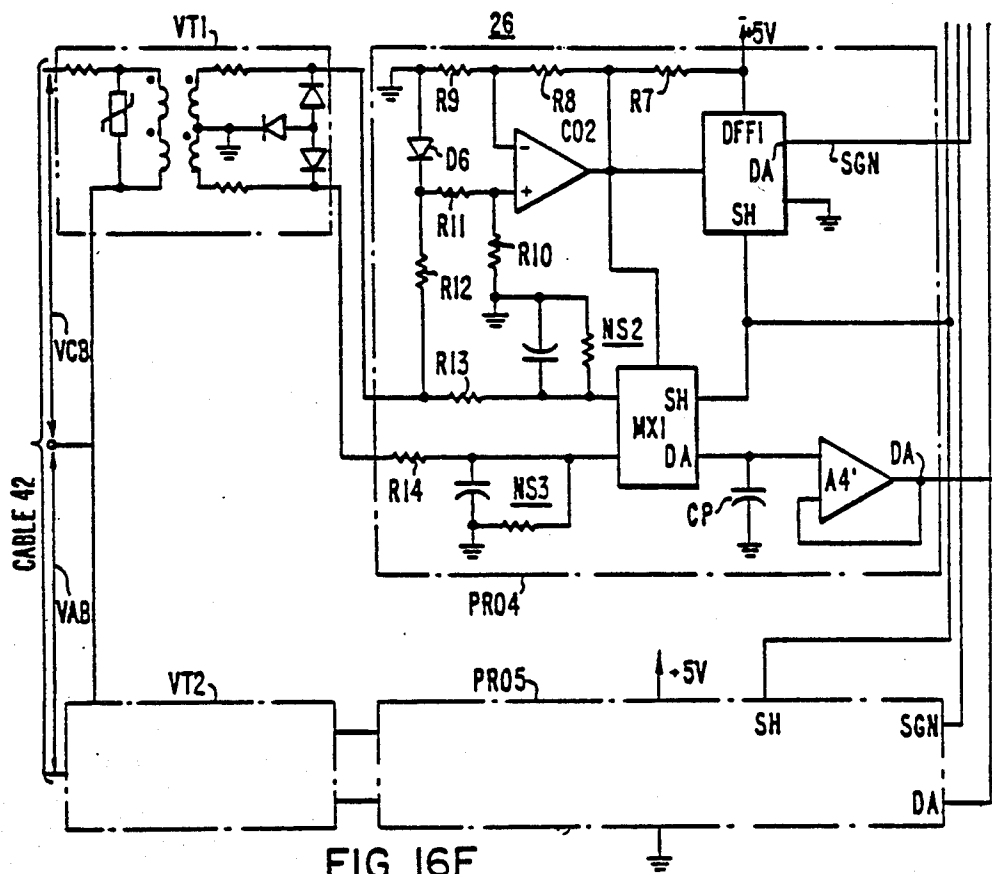 26
VT1
+5V
R9
R8
R7
CO2
DFF1
DA
SGN
D6
-
+
R11
SH
R10
R12
VCB
NS2
R13
SH
MX1
DA
DA
A4'
R14
NS3
CP
CABLE 42
PRO4
VAB
VT2
PRO5
+5V
SH
SGN
DA
FIG 16F